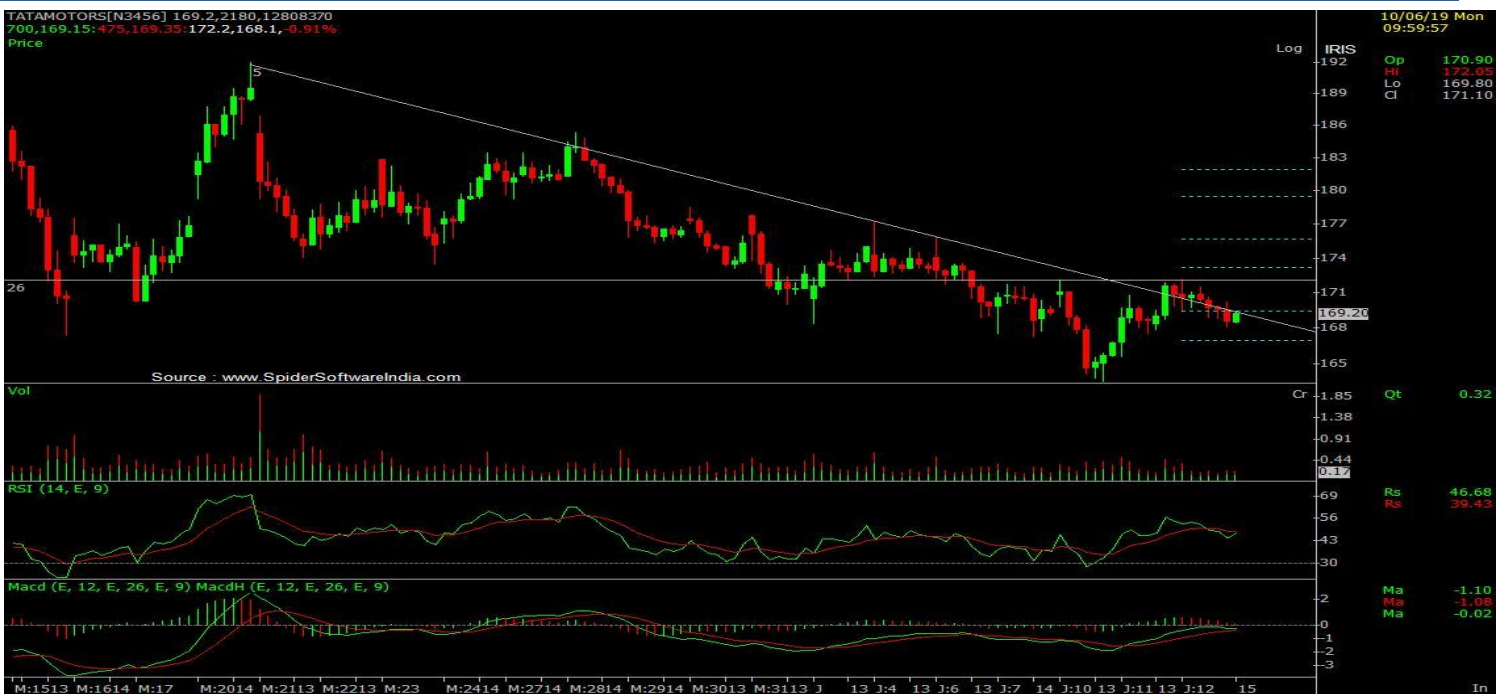 TATAMOTORS[N3456] 169.2,2180,12808370
700,169.15:475,169.35:172.2,168.1,-0.91%
Price
10/06/19 Mon
09:59:57
Log IRIS
Op 170.90
Hi 172.05
Lo 169.80
Cl 171.10
192
5
189
186
183
180
177
174
26
171
169.20
168
165
Source : www.SpiderSoftwareIndia.com
Vol
Cr
1.85
Qt 0.32
1.38
0.91
0.44
0.17
RSI (14, E, 9)
69
Rs 46.68
Rs 39.43
56
43
30
Macd (E, 12, E, 26, E, 9) MacdH (E, 12, E, 26, E, 9)
Ma -1.10
2
Ma -1.08
Ma -0.02
0
-1
-2
-3
M:1513 M:1614 M:17 M:2014 M:2113 M:2213 M:23 M:2414 M:2714 M:2814 M:2914 M:3013 M:3113 J 13 J:4 13 J:6 13 J:7 14 J:10 13 J:11 13 J:12 15 In